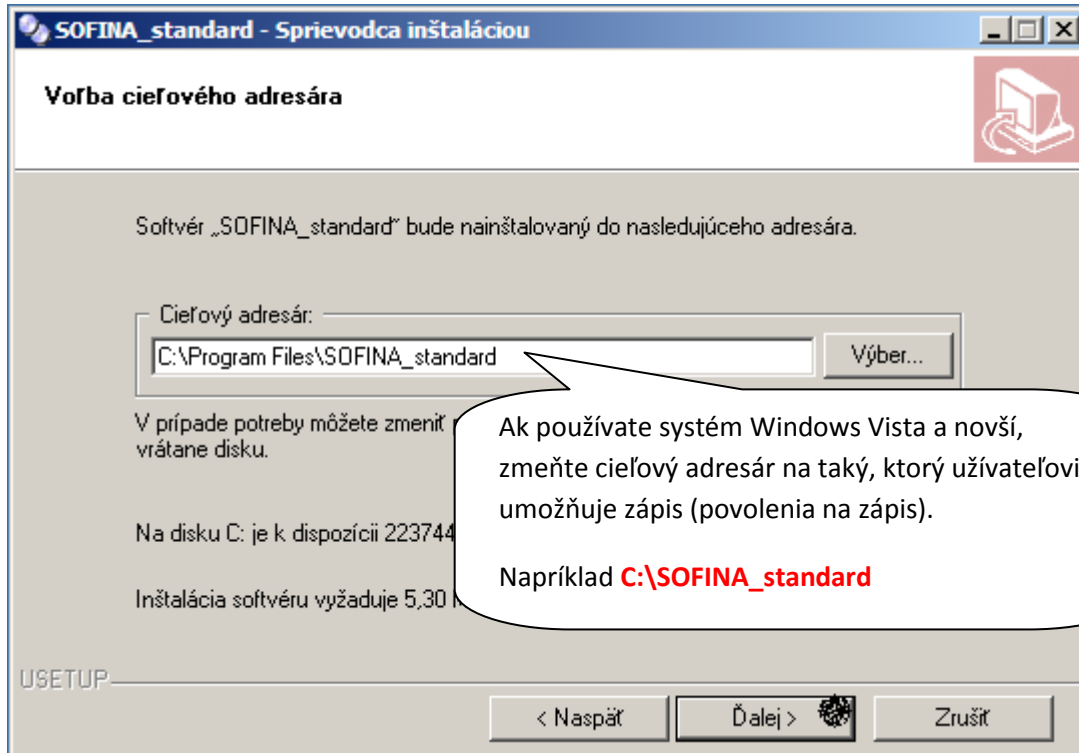 SOFINA_standard - Sprievodca inštaláciou
Voľba cieľového adresára
Softvér „SOFINA_standard“ bude nainštalovaný do nasledujúceho adresára.
Cieľový adresár:
C:\Program Files\SOFINA_standard
Výber...
V prípade potreby môžete zmeniť
vrátane disku.
Ak používate systém Windows Vista a novší,
zmeňte cieľový adresár na taký, ktorý užívateľovi
umožňuje zápis (povolenia na zápis).
Napríklad C:\SOFINA_standard
Na disku C: je k dispozícii 223744
Inštalácia softvéru vyžaduje 5,30
USETUP
< Naspäť
Ďalej >
Zrušiť